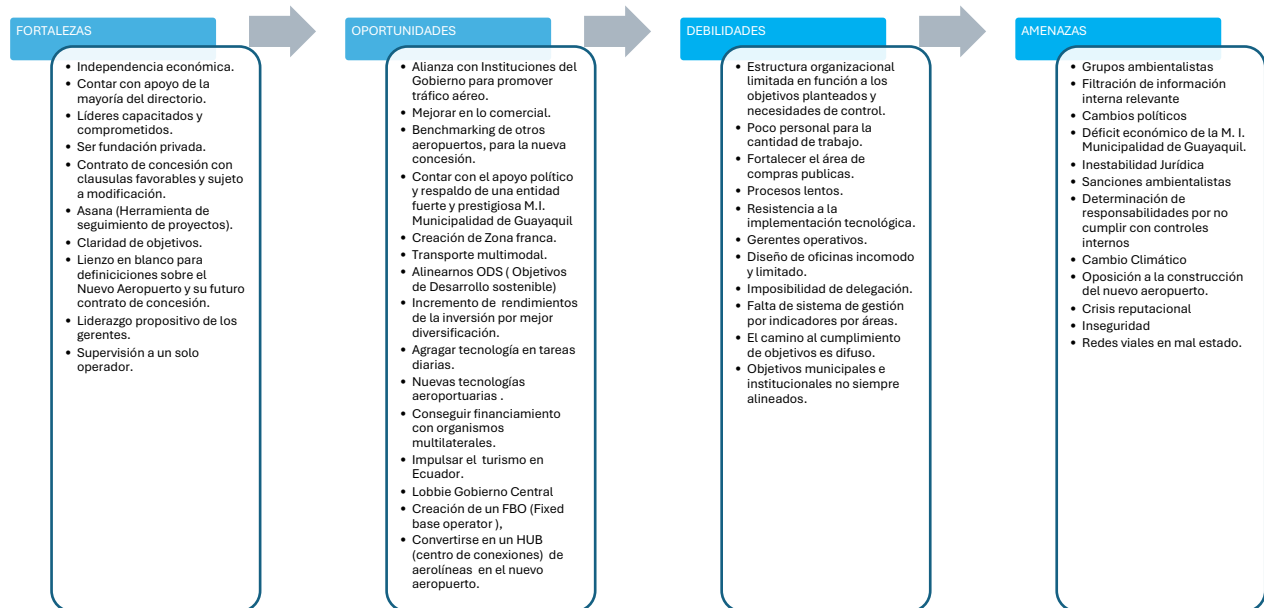 FORTALEZAS
• Independencia económica.
• Contar con apoyo de la
mayoría del directorio.
• Líderes capacitados y
comprometidos.
• Ser fundación privada.
• Contrato de concesión con
clausulas favorables y sujeto
a modificación.
• Asana (Herramienta de
seguimiento de proyectos).
• Claridad de objetivos.
• Lienzo en blanco para
definiciciones sobre el
Nuevo Aeropuerto y su futuro
contrato de concesión.
• Liderazgo propositivo de los
gerentes.
• Supervisión a un solo
operador.
OPORTUNIDADES
• Alianza con Instituciones del
Gobierno para promover
tráfico aéreo.
• Mejorar en lo comercial.
• Benchmarking de otros
aeropuertos, para la nueva
concesión.
• Contar con el apoyo político
y respaldo de una entidad
fuerte y prestigiosa M.I.
Municipalidad de Guayaquil
• Creación de Zona franca.
• Transporte multimodal.
• Alinearnos ODS ( Objetivos
de Desarrollo sostenible)
• Incremento de rendimientos
de la inversión por mejor
diversificación.
• Agragar tecnología en tareas
diarias.
• Nuevas tecnologías
aeroportuarias .
• Conseguir financiamiento
con organismos
multilaterales.
• Impulsar el turismo en
Ecuador.
• Lobbie Gobierno Central
• Creación de un FBO (Fixed
base operator ),
• Convertirse en un HUB
(centro de conexiones) de
aerolíneas en el nuevo
aeropuerto.
DEBILIDADES
• Estructura organizacional
limitada en función a los
objetivos planteados y
necesidades de control.
• Poco personal para la
cantidad de trabajo.
• Fortalecer el área de
compras publicas.
• Procesos lentos.
• Resistencia a la
implementación tecnológica.
• Gerentes operativos.
• Diseño de oficinas incomodo
y limitado.
• Imposibilidad de delegación.
• Falta de sistema de gestión
por indicadores por áreas.
• El camino al cumplimiento
de objetivos es difuso.
• Objetivos municipales e
institucionales no siempre
alineados.
AMENAZAS
• Grupos ambientalistas
• Filtración de información
interna relevante
• Cambios políticos
• Déficit económico de la M. I.
Municipalidad de Guayaquil.
• Inestabilidad Jurídica
• Sanciones ambientalistas
• Determinación de
responsabilidades por no
cumplir con controles
internos
• Cambio Climático
• Oposición a la construcción
del nuevo aeropuerto.
• Crisis reputacional
• Inseguridad
• Redes viales en mal estado.